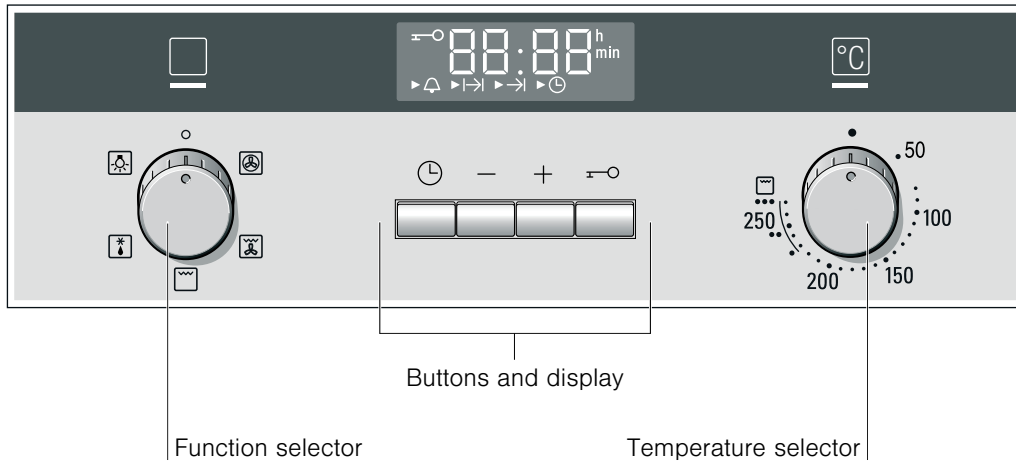 88:88 h min
°C
50
100
150
200
250
Buttons and display
Function selector
Temperature selector